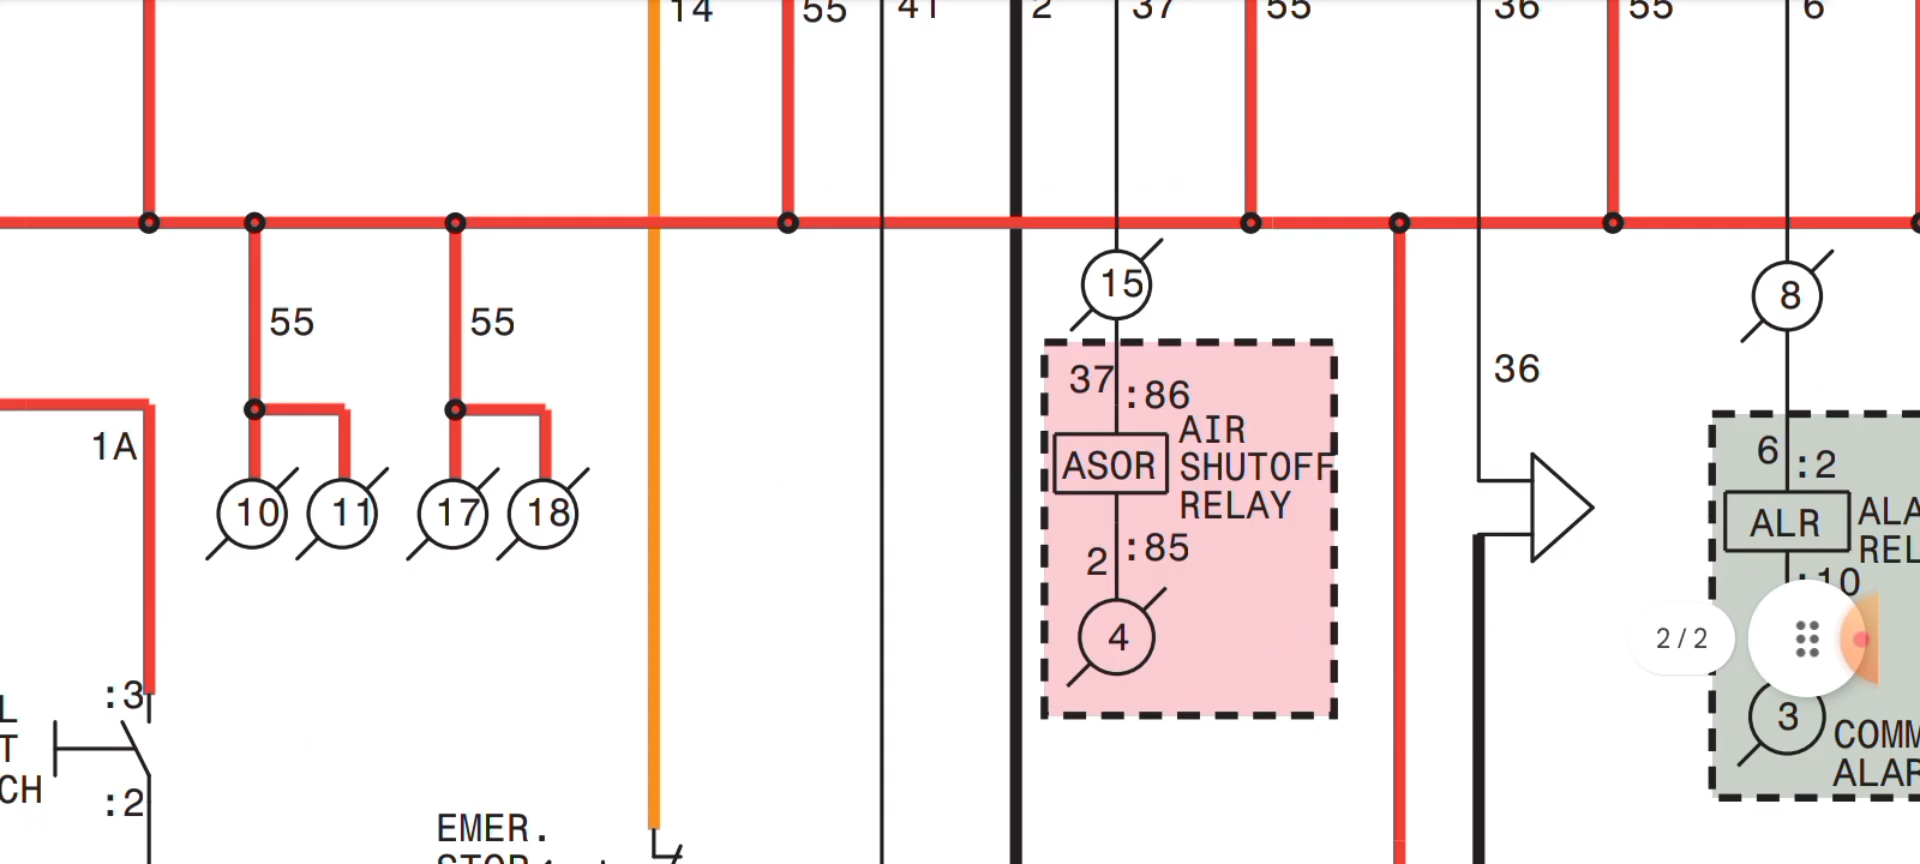 14
55
41
2
37
55
36
55
6
15
8
55
55
36
37
:86
AIR
SHUTOFF
RELAY
ASOR
1A
6
:2
10
11
17
18
ALR
ALA
REL
2
:85
:10
4
2 / 2
:3
L
T
CH
:2
3
COMM
ALAR
EMER.
STOP